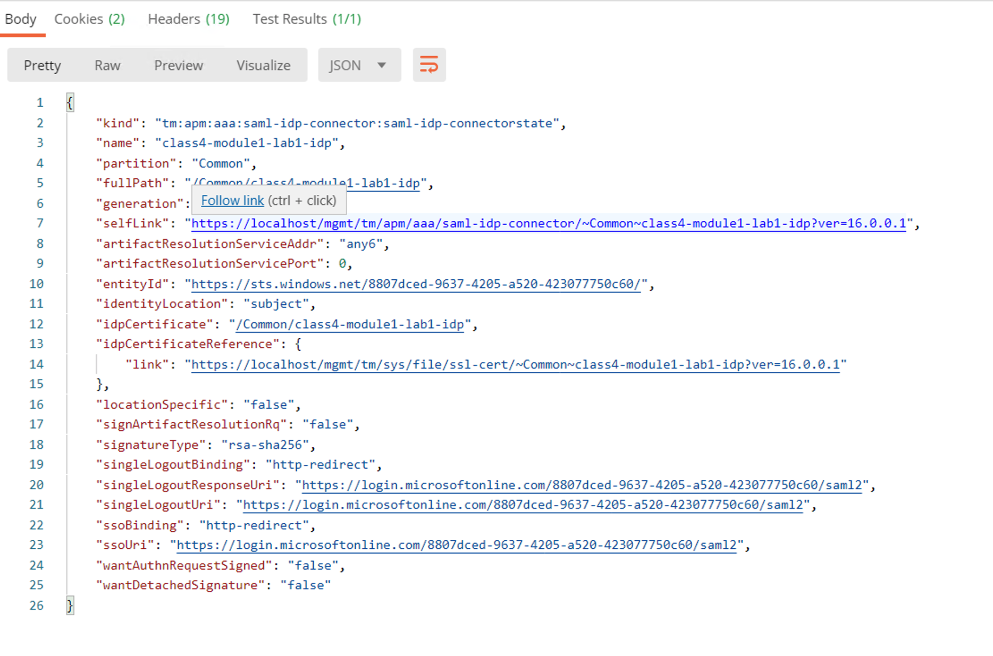 Body Cookies (2) Headers (19) Test Results (1/1)
Pretty Raw Preview Visualize JSON
1 {
2 "kind": "tm:apm:aaa:saml-idp-connector:saml-idp-connectorstate",
3 "name": "class4-module1-lab1-idp",
4 "partition": "Common",
5 "fullPath": "/Common/class4-module1-lab1-idp",
6 "generation":
Follow link (ctrl + click)
7 "selfLink": "https://localhost/mgmt/tm/apm/aaa/saml-idp-connector/~Common~class4-module1-lab1-idp?ver=16.0.0.1",
8 "artifactResolutionServiceAddr": "any6",
9 "artifactResolutionServicePort": 0,
10 "entityId": "https://sts.windows.net/8807dced-9637-4205-a520-423077750c60/",
11 "identityLocation": "subject",
12 "idpCertificate": "/Common/class4-module1-lab1-idp",
13 "idpCertificateReference": {
14 "link": "https://localhost/mgmt/tm/sys/file/ssl-cert/~Common~class4-module1-lab1-idp?ver=16.0.0.1"
15 },
16 "locationSpecific": "false",
17 "signArtifactResolutionRq": "false",
18 "signatureType": "rsa-sha256",
19 "singleLogoutBinding": "http-redirect",
20 "singleLogoutResponseUri": "https://login.microsoftonline.com/8807dced-9637-4205-a520-423077750c60/saml2",
21 "singleLogoutUri": "https://login.microsoftonline.com/8807dced-9637-4205-a520-423077750c60/saml2",
22 "ssoBinding": "http-redirect",
23 "ssoUri": "https://login.microsoftonline.com/8807dced-9637-4205-a520-423077750c60/saml2",
24 "wantAuthnRequestSigned": "false",
25 "wantDetachedSignature": "false"
26 }